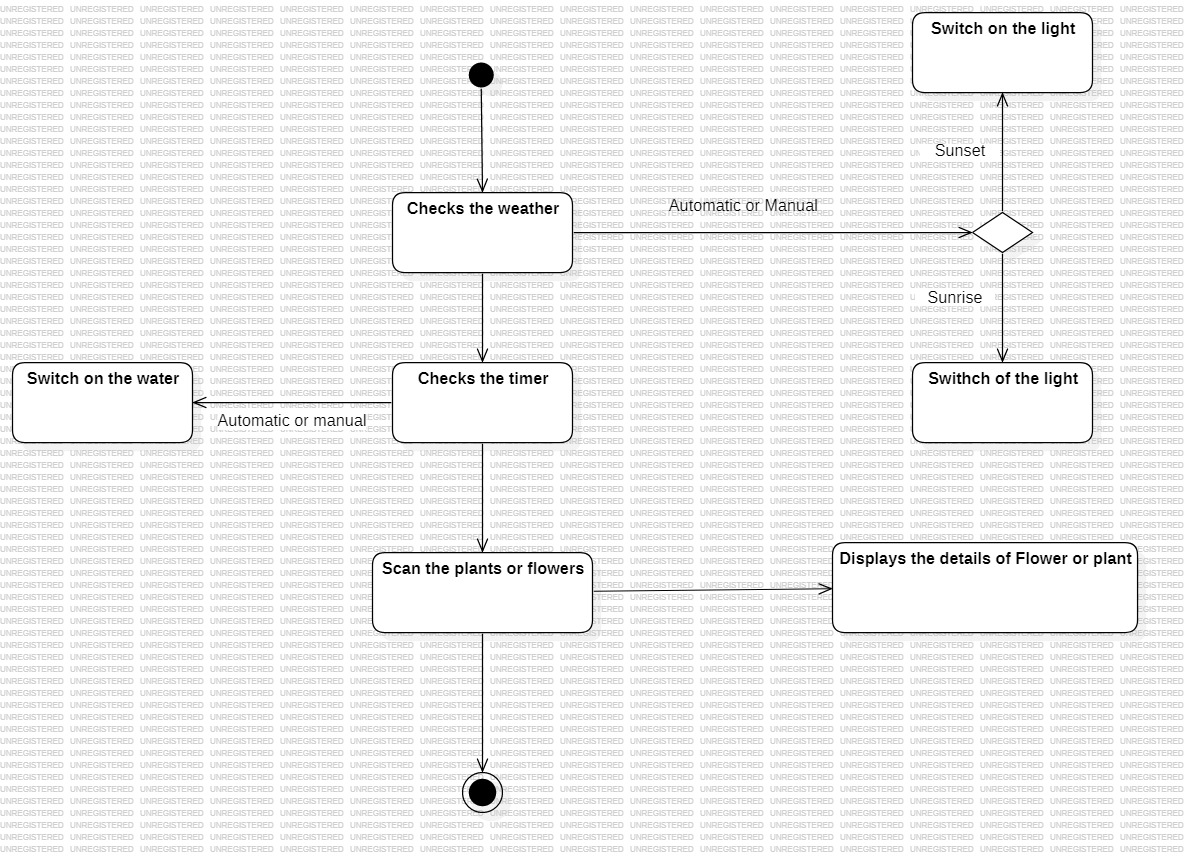 Switch on the light
Sunset
Checks the weather
Automatic or Manual
Sunrise
Switch on the water
Automatic or manual
Checks the timer
Swithch of the light
Scan the plants or flowers
Displays the details of Flower or plant
UNREGISTERED